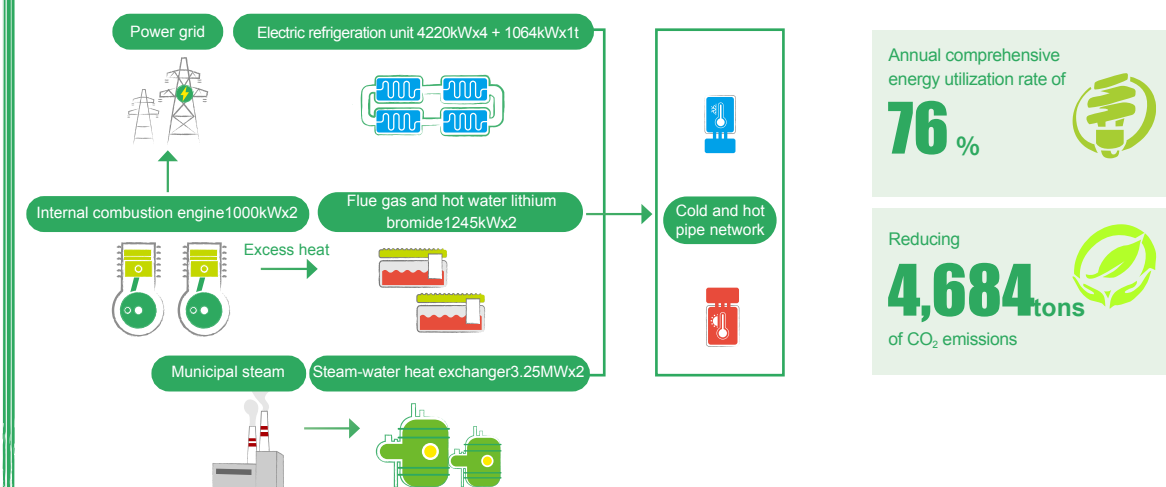 Power grid
Electric refrigeration unit 4220kWx4 + 1064kWx1t
Internal combustion engine1000kWx2
Excess heat
Flue gas and hot water lithium
bromide1245kWx2
Cold and hot
pipe network
Municipal steam
Steam-water heat exchanger3.25MWx2
Annual comprehensive
energy utilization rate of
76 %
Reducing
4,684tons
of CO₂ emissions